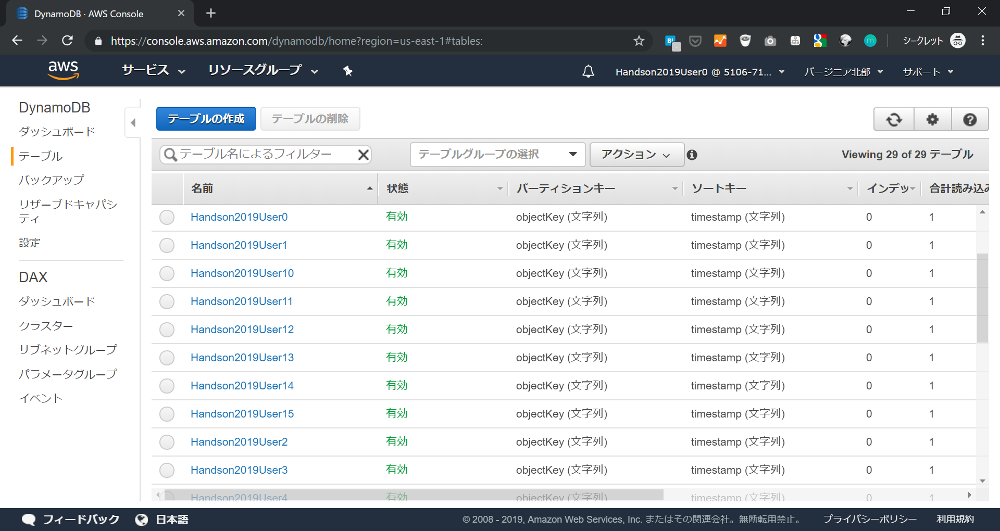 DynamoDB · AWS Console
https://console.aws.amazon.com/dynamodb/home?region=us-east-1#tables:
シークレット
aws サービス リソースグループ Handson2019User0 @ 5106-71... バージニア北部 サポート
DynamoDB
ダッシュボード
テーブル
バックアップ
リザーブドキャパシ
ティ
設定
DAX
ダッシュボード
クラスター
サブネットグループ
パラメータグループ
イベント
テーブルの作成 テーブルの削除
テーブル名によるフィルター テーブルグループの選択 アクション Viewing 29 of 29 テーブル
名前 状態 パーティションキー ソートキー インデッ 合計読み込み
Handson2019User0 有効 objectKey (文字列) timestamp (文字列) 0 1
Handson2019User1 有効 objectKey (文字列) timestamp (文字列) 0 1
Handson2019User10 有効 objectKey (文字列) timestamp (文字列) 0 1
Handson2019User11 有効 objectKey (文字列) timestamp (文字列) 0 1
Handson2019User12 有効 objectKey (文字列) timestamp (文字列) 0 1
Handson2019User13 有効 objectKey (文字列) timestamp (文字列) 0 1
Handson2019User14 有効 objectKey (文字列) timestamp (文字列) 0 1
Handson2019User15 有効 objectKey (文字列) timestamp (文字列) 0 1
Handson2019User2 有効 objectKey (文字列) timestamp (文字列) 0 1
Handson2019User3 有効 objectKey (文字列) timestamp (文字列) 0 1
Handson2019User4 有効 objectKey (文字列) timestamp (文字列) 0 1
フィードバック 日本語 © 2008 - 2019, Amazon Web Services, Inc. またはその関連会社。無断転用禁止。 プライバシーポリシー 利用規約